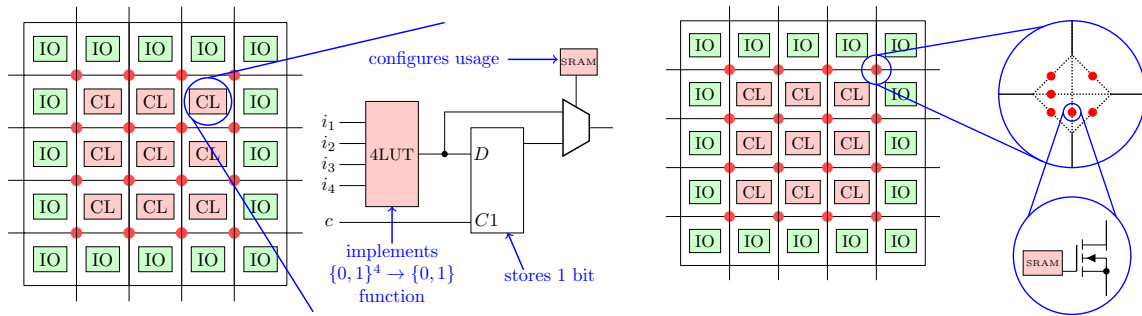 IO IO IO IO IO
IO CL CL CL IO
IO CL CL CL IO
IO CL CL CL IO
IO IO IO IO IO
configures usage
SRAM
i₁
i₂
i₃
i₄
4LUT
D
c
C1
implements
{0, 1}⁴ → {0, 1}
function
stores 1 bit
IO IO IO IO IO
IO CL CL CL IO
IO CL CL CL IO
IO CL CL CL IO
IO IO IO IO IO
SRAM